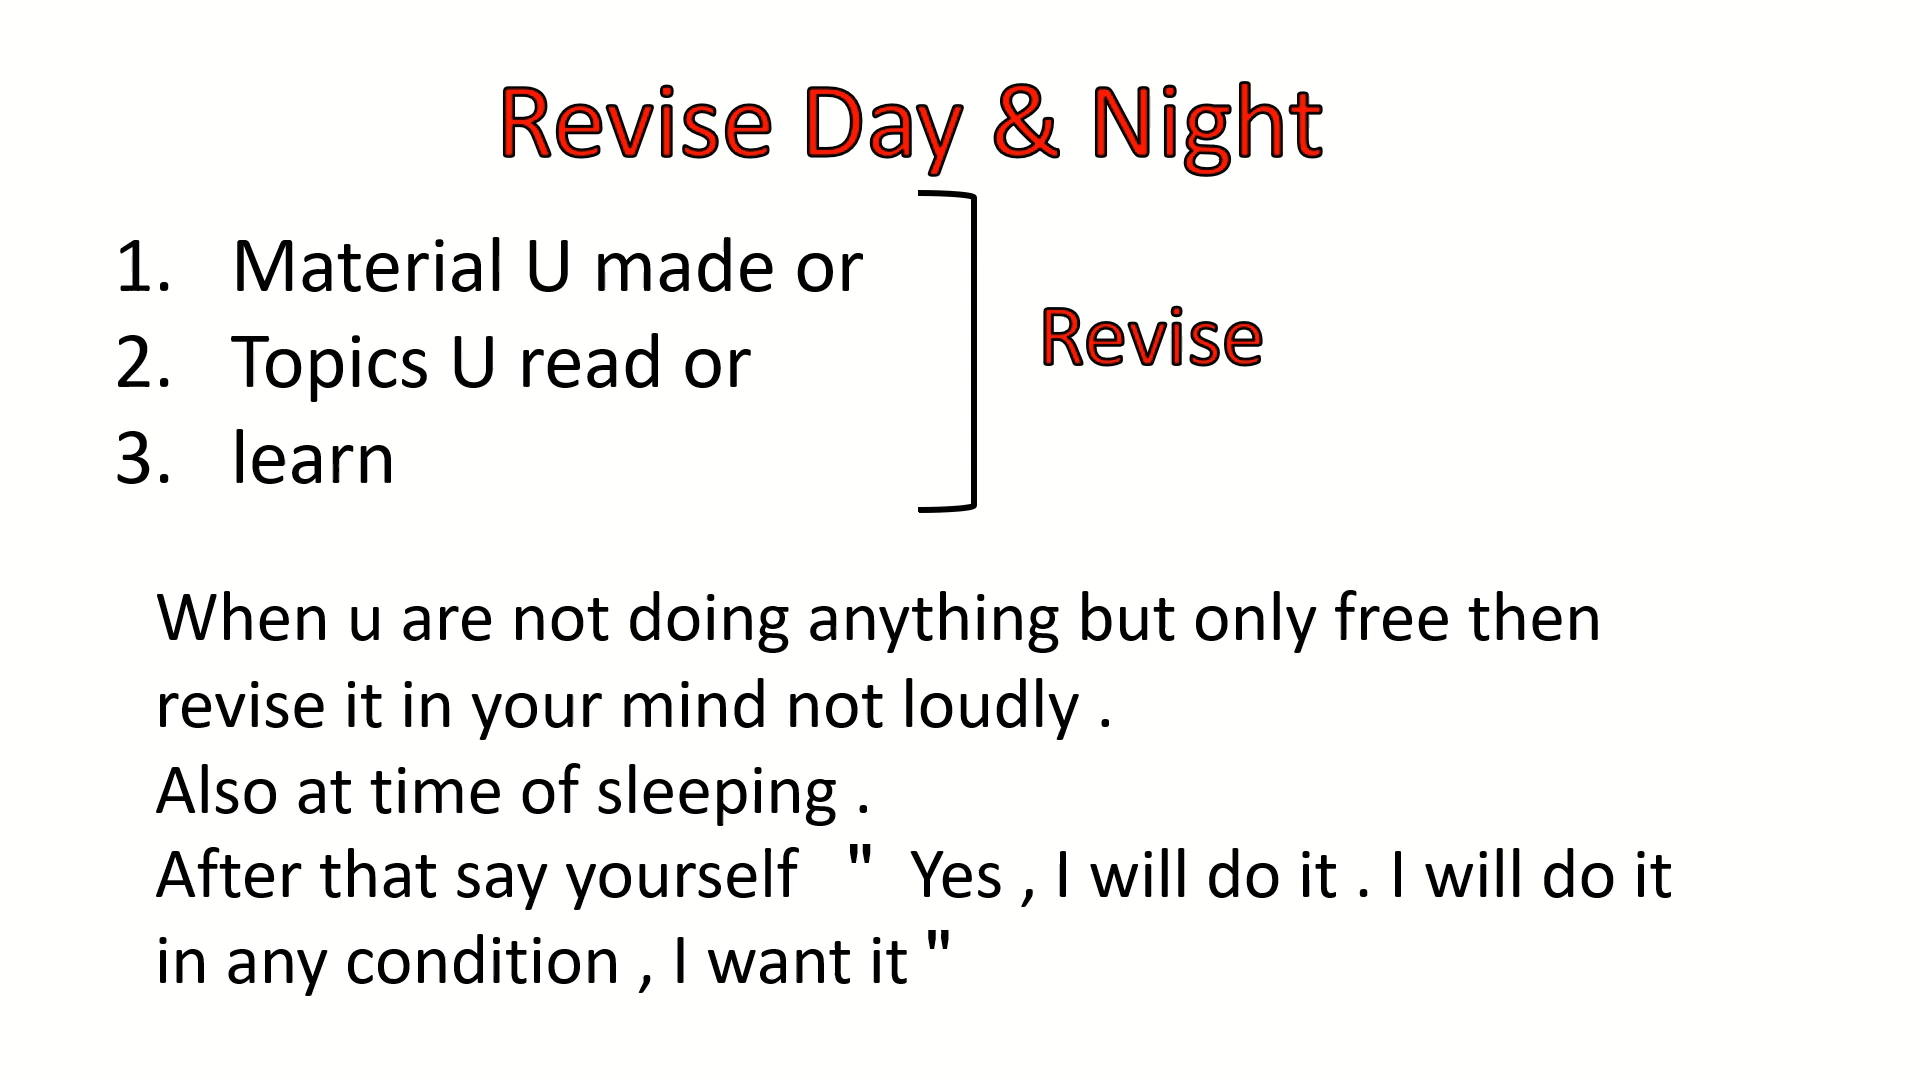 Revise Day & Night
1. Material U made or
2. Topics U read or
3. learn
Revise
When u are not doing anything but only free then
revise it in your mind not loudly .
Also at time of sleeping .
After that say yourself " Yes , I will do it . I will do it
in any condition , I want it "